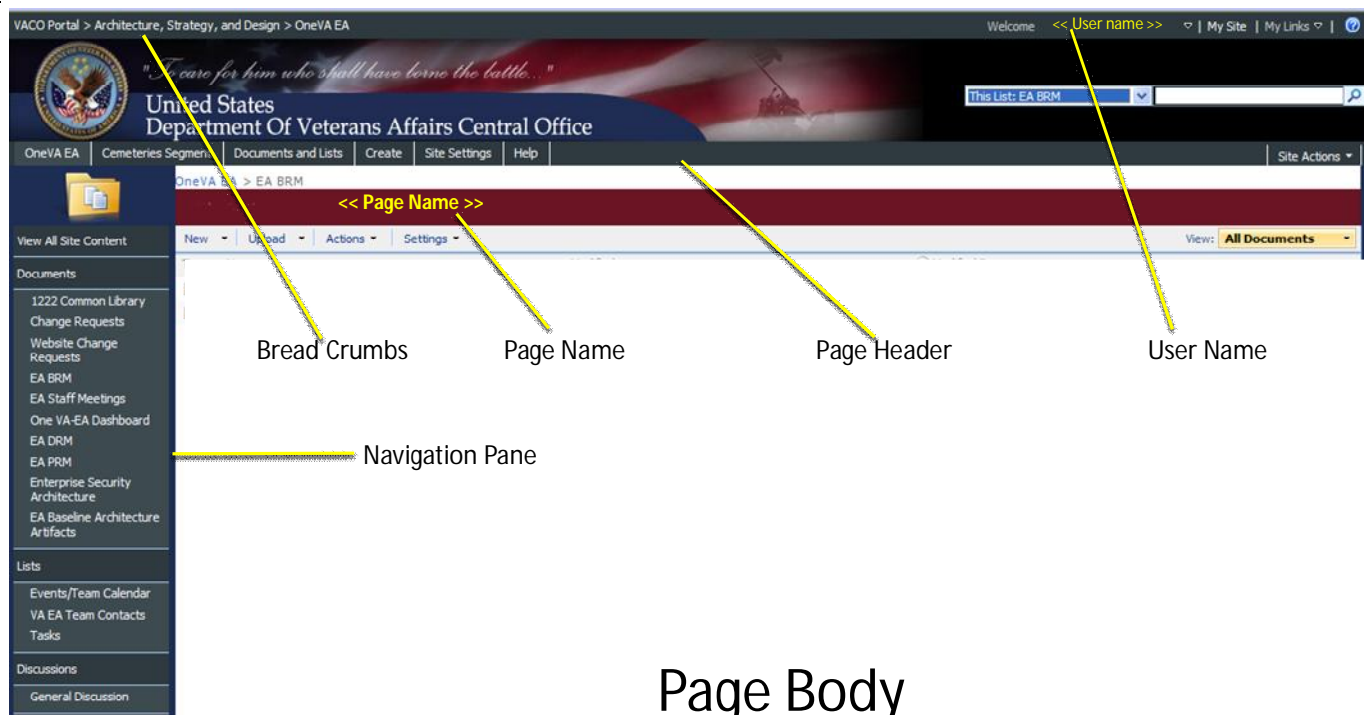 VACO Portal > Architecture, Strategy, and Design > OneVA EA
Welcome << User name >> | My Site | My Links |
"To care for him who shall have borne the battle..."
United States
Department Of Veterans Affairs Central Office
This List: EA BRM
OneVA EA Cemeteries Segment Documents and Lists Create Site Settings Help Site Actions
OneVA EA > EA BRM
<< Page Name >>
New Upload Actions Settings View: All Documents
View All Site Content
Documents
1222 Common Library
Change Requests
Website Change
Requests
EA BRM
EA Staff Meetings
One VA-EA Dashboard
EA DRM
EA PRM
Enterprise Security
Architecture
EA Baseline Architecture
Artifacts
Lists
Events/Team Calendar
VA EA Team Contacts
Tasks
Discussions
General Discussion
Bread Crumbs Page Name Page Header User Name
Navigation Pane
Page Body